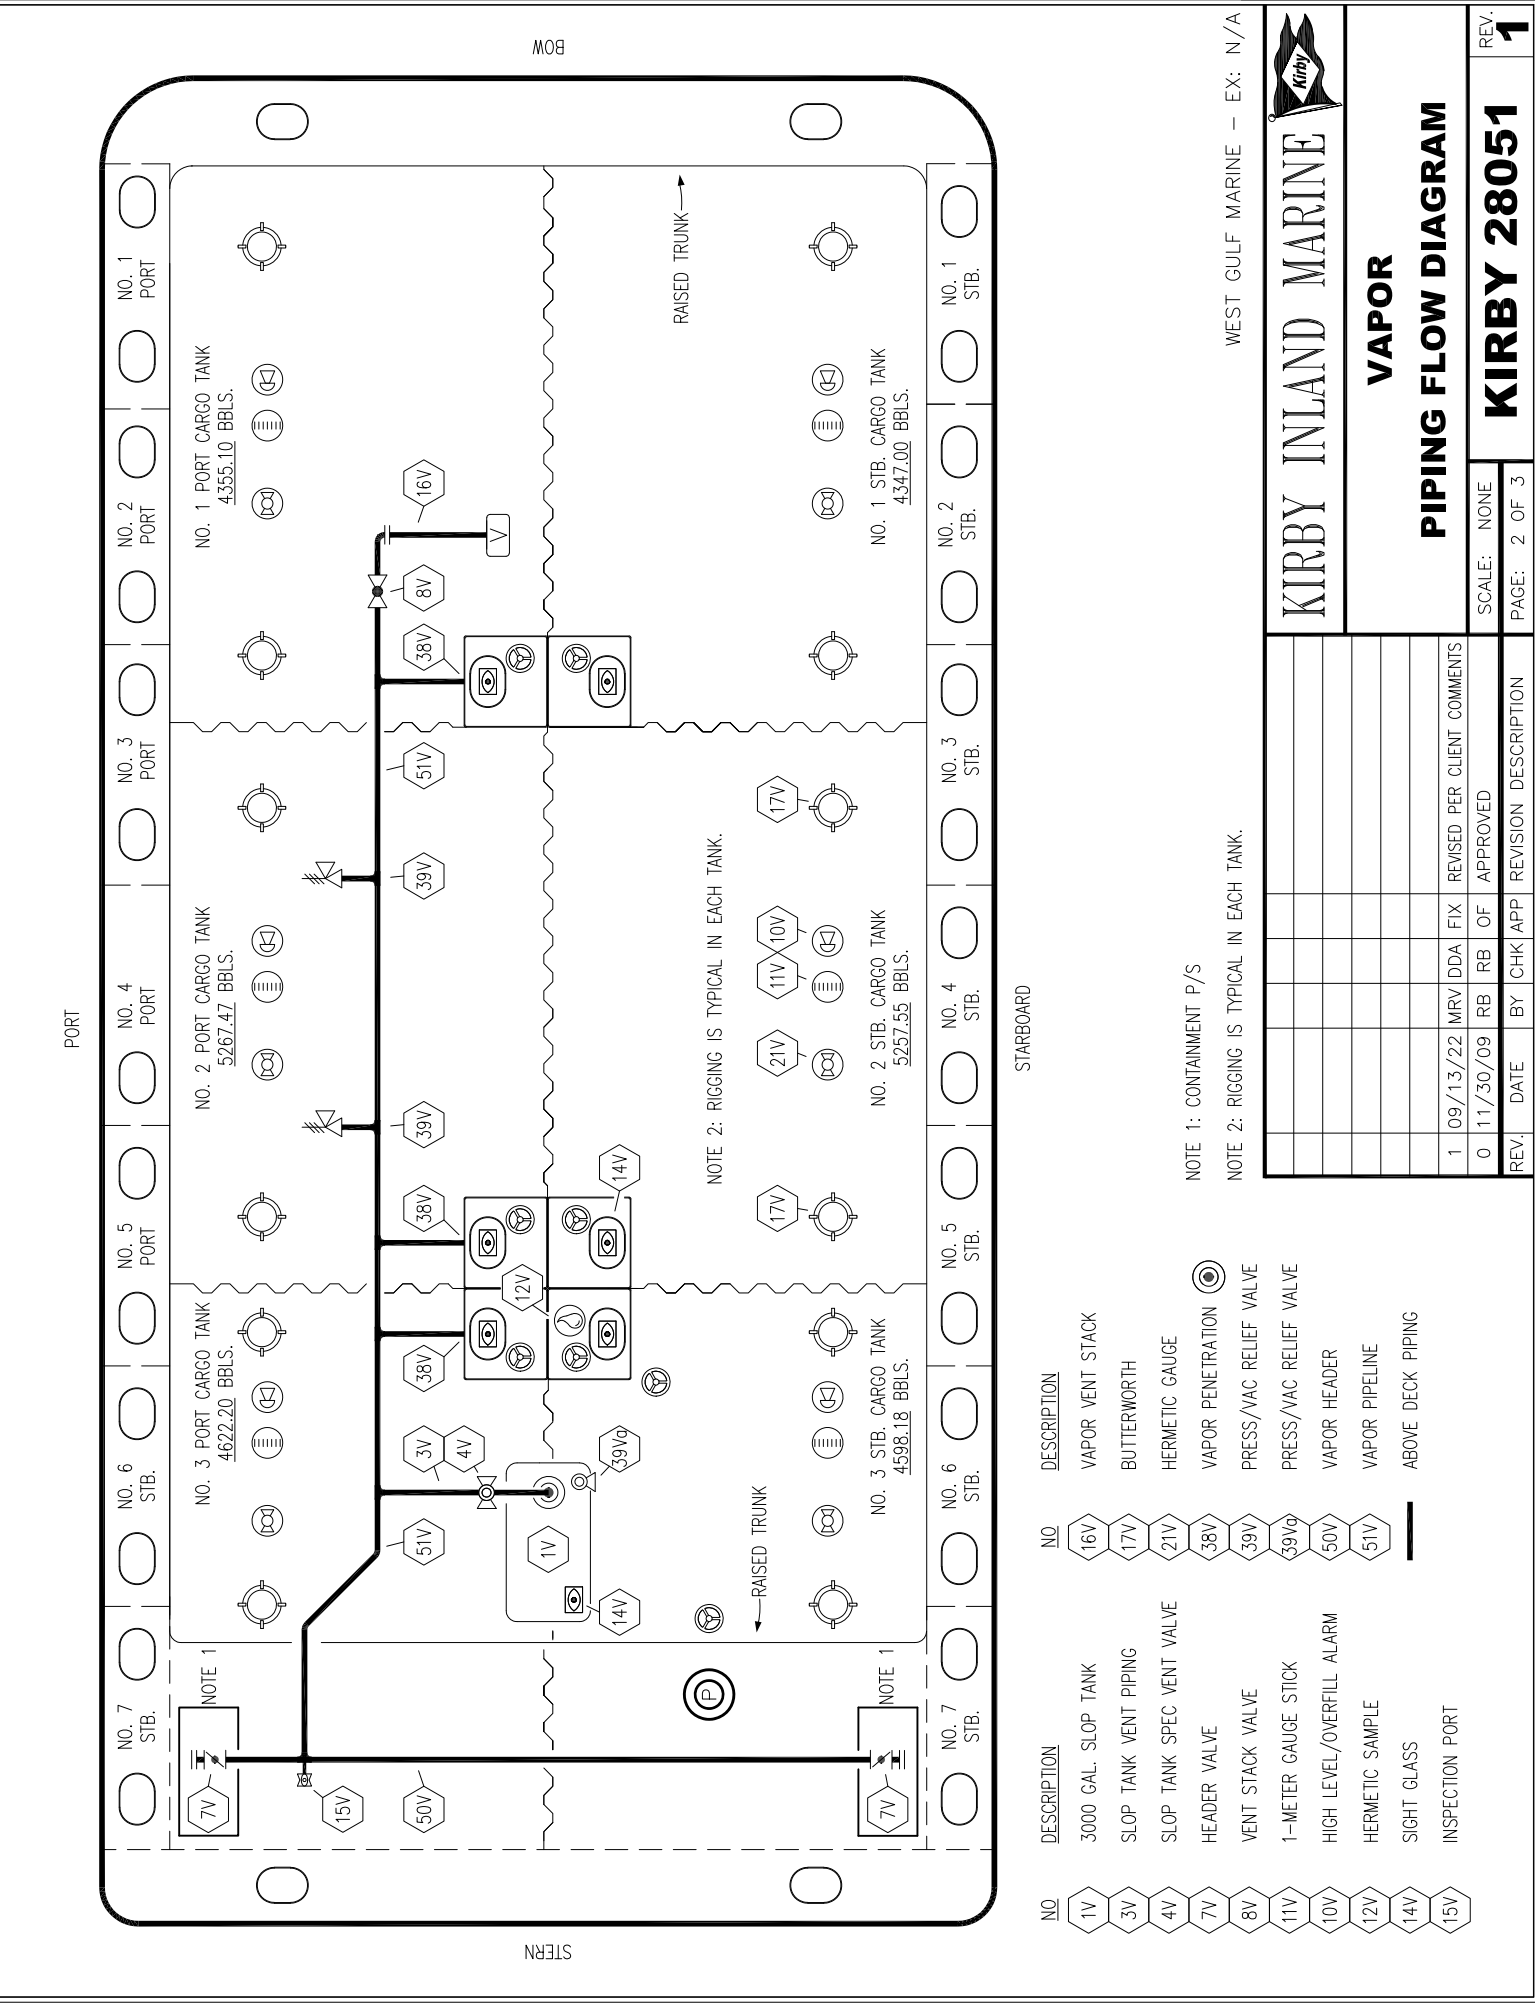 PORT
NO. 7
STB.
NO. 6
STB.
NO. 5
PORT
NO. 4
PORT
NO. 3
PORT
NO. 2
PORT
NO. 1
PORT
NOTE 1
7V
NO. 3 PORT CARGO TANK
4622.20 BBLS.
NO. 2 PORT CARGO TANK
5267.47 BBLS.
NO. 1 PORT CARGO TANK
4355.10 BBLS.
15V
50V
51V
3V
4V
38V
38V
39V
39V
51V
38V
8V
16V
V
STERN
BOW
12V
1V
14V
39Va
14V
RAISED TRUNK
RAISED TRUNK
P
NOTE 2: RIGGING IS TYPICAL IN EACH TANK.
17V
21V
11V
10V
17V
NOTE 1
7V
NO. 3 STB. CARGO TANK
4598.18 BBLS.
NO. 2 STB. CARGO TANK
5257.55 BBLS.
NO. 1 STB. CARGO TANK
4347.00 BBLS.
NO. 7
STB.
NO. 6
STB.
NO. 5
STB.
NO. 4
STB.
NO. 3
STB.
NO. 2
STB.
NO. 1
STB.
STARBOARD
NO DESCRIPTION
1V 3000 GAL. SLOP TANK
3V SLOP TANK VENT PIPING
4V SLOP TANK SPEC VENT VALVE
7V HEADER VALVE
8V VENT STACK VALVE
11V 1-METER GAUGE STICK
10V HIGH LEVEL/OVERFILL ALARM
12V HERMETIC SAMPLE
14V SIGHT GLASS
15V INSPECTION PORT
NO DESCRIPTION
16V VAPOR VENT STACK
17V BUTTERWORTH
21V HERMETIC GAUGE
38V VAPOR PENETRATION
39V PRESS/VAC RELIEF VALVE
39Va PRESS/VAC RELIEF VALVE
50V VAPOR HEADER
51V VAPOR PIPELINE
ABOVE DECK PIPING
NOTE 1: CONTAINMENT P/S
NOTE 2: RIGGING IS TYPICAL IN EACH TANK.
WEST GULF MARINE - EX: N/A
1 09/13/22 MRV DDA FIX REVISED PER CLIENT COMMENTS
0 11/30/09 RB RB OF APPROVED
REV. DATE BY CHK APP REVISION DESCRIPTION
KIRBY INLAND MARINE
Kirby
VAPOR
PIPING FLOW DIAGRAM
SCALE: NONE
PAGE: 2 OF 3
KIRBY 28051
REV.
1